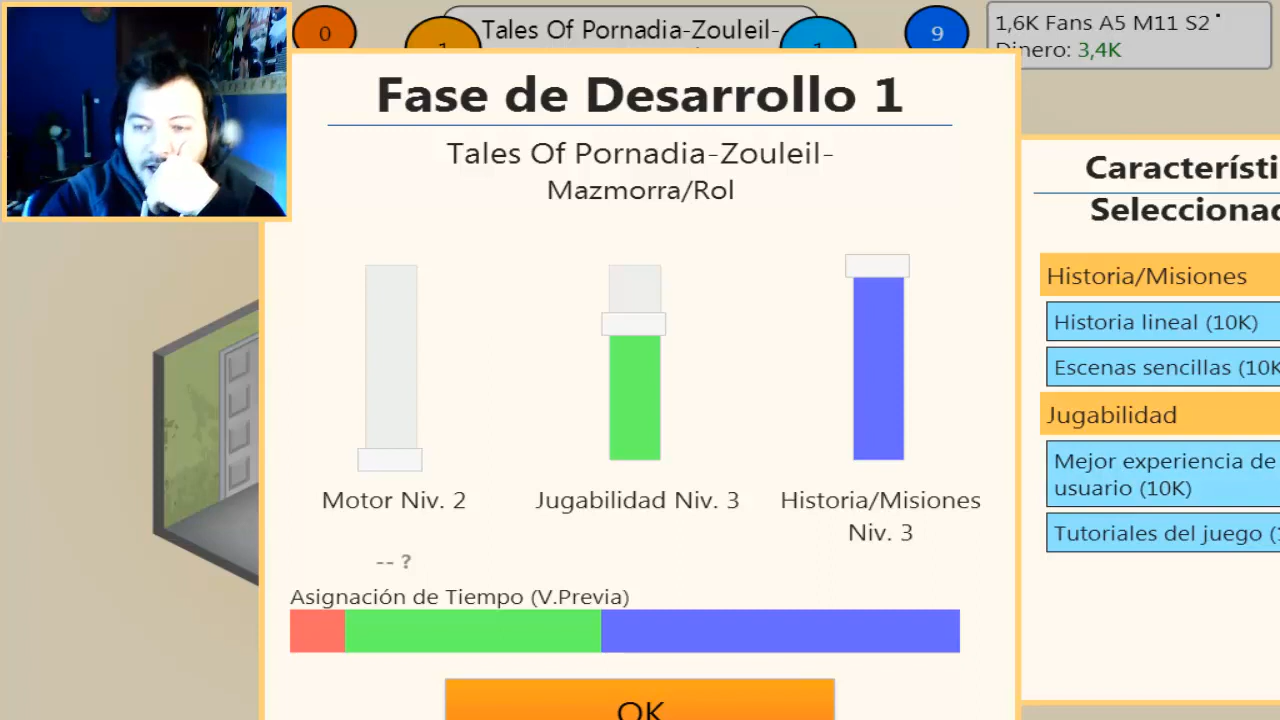 0
1
Tales Of Pornadia-Zouleil-
1
9
1,6K Fans A5 M11 S2
Dinero: 3,4K
Fase de Desarrollo 1
Tales Of Pornadia-Zouleil-
Mazmorra/Rol
Motor Niv. 2
Jugabilidad Niv. 3
Historia/Misiones
Niv. 3
-- ?
Asignación de Tiempo (V.Previa)
OK
Característi
Seleccionad
Historia/Misiones
Historia lineal (10K)
Escenas sencillas (10K
Jugabilidad
Mejor experiencia de
usuario (10K)
Tutoriales del juego (